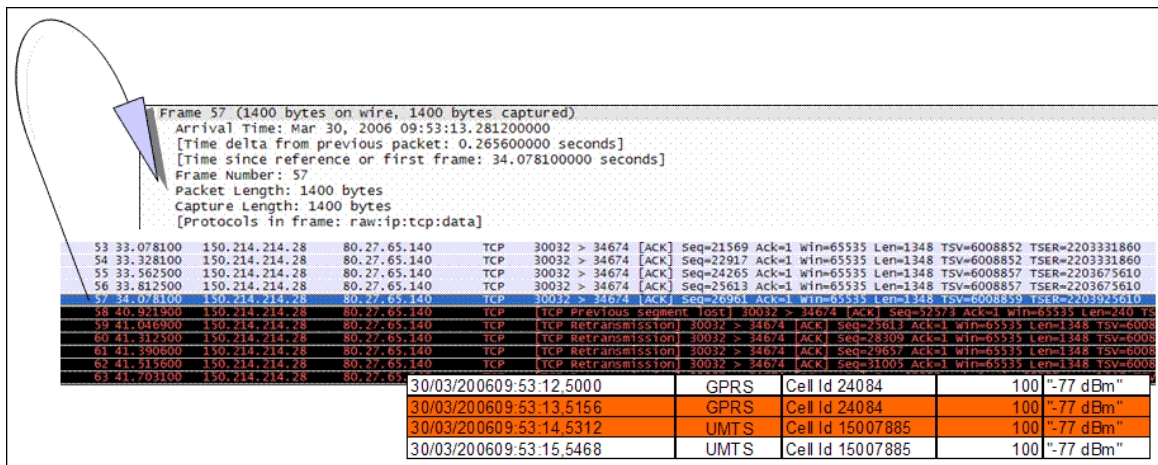 Frame 57 (1400 bytes on wire, 1400 bytes captured)
Arrival Time: Mar 30, 2006 09:53:13.281200000
[Time delta from previous packet: 0.265600000 seconds]
[Time since reference or first frame: 34.078100000 seconds]
Frame Number: 57
Packet Length: 1400 bytes
Capture Length: 1400 bytes
[Protocols in frame: raw:ip:tcp:data]
53 33.078100 150.214.214.28 80.27.65.140 TCP 30032 > 34674 [ACK] Seq=21569 Ack=1 Win=65535 Len=1348 TSV=6008852 TSER=2203331860
54 33.328100 150.214.214.28 80.27.65.140 TCP 30032 > 34674 [ACK] Seq=22917 Ack=1 Win=65535 Len=1348 TSV=6008852 TSER=2203331860
55 33.562500 150.214.214.28 80.27.65.140 TCP 30032 > 34674 [ACK] Seq=24265 Ack=1 Win=65535 Len=1348 TSV=6008857 TSER=2203675610
56 33.812500 150.214.214.28 80.27.65.140 TCP 30032 > 34674 [ACK] Seq=25613 Ack=1 Win=65535 Len=1348 TSV=6008857 TSER=2203675610
57 34.078100 150.214.214.28 80.27.65.140 TCP 30032 > 34674 [ACK] Seq=26961 Ack=1 Win=65535 Len=1348 TSV=6008859 TSER=2203925610
58 40.921900 150.214.214.28 80.27.65.140 TCP [TCP Previous segment lost] 30032 > 34674 [ACK] Seq=52573 Ack=1 Win=65535 Len=240 TS
59 41.046900 150.214.214.28 80.27.65.140 TCP [TCP Retransmission] 30032 > 34674 [ACK] Seq=25613 Ack=1 Win=65535 Len=1348 TSV=6008
60 41.312500 150.214.214.28 80.27.65.140 TCP [TCP Retransmission] 30032 > 34674 [ACK] Seq=28309 Ack=1 Win=65535 Len=1348 TSV=6008
61 41.390600 150.214.214.28 80.27.65.140 TCP [TCP Retransmission] 30032 > 34674 [ACK] Seq=29657 Ack=1 Win=65535 Len=1348 TSV=6008
62 41.515600 150.214.214.28 80.27.65.140 TCP [TCP Retransmission] 30032 > 34674 [ACK] Seq=31005 Ack=1 Win=65535 Len=1348 TSV=6008
63 41.703100 150.214.214.28 80.27.65
30/03/200609:53:12,5000 GPRS Cell Id 24084 100 "-77 dBm"
30/03/200609:53:13,5156 GPRS Cell Id 24084 100 "-77 dBm"
30/03/200609:53:14,5312 UMTS Cell Id 15007885 100 "-77 dBm"
30/03/200609:53:15,5468 UMTS Cell Id 15007885 100 "-77 dBm"